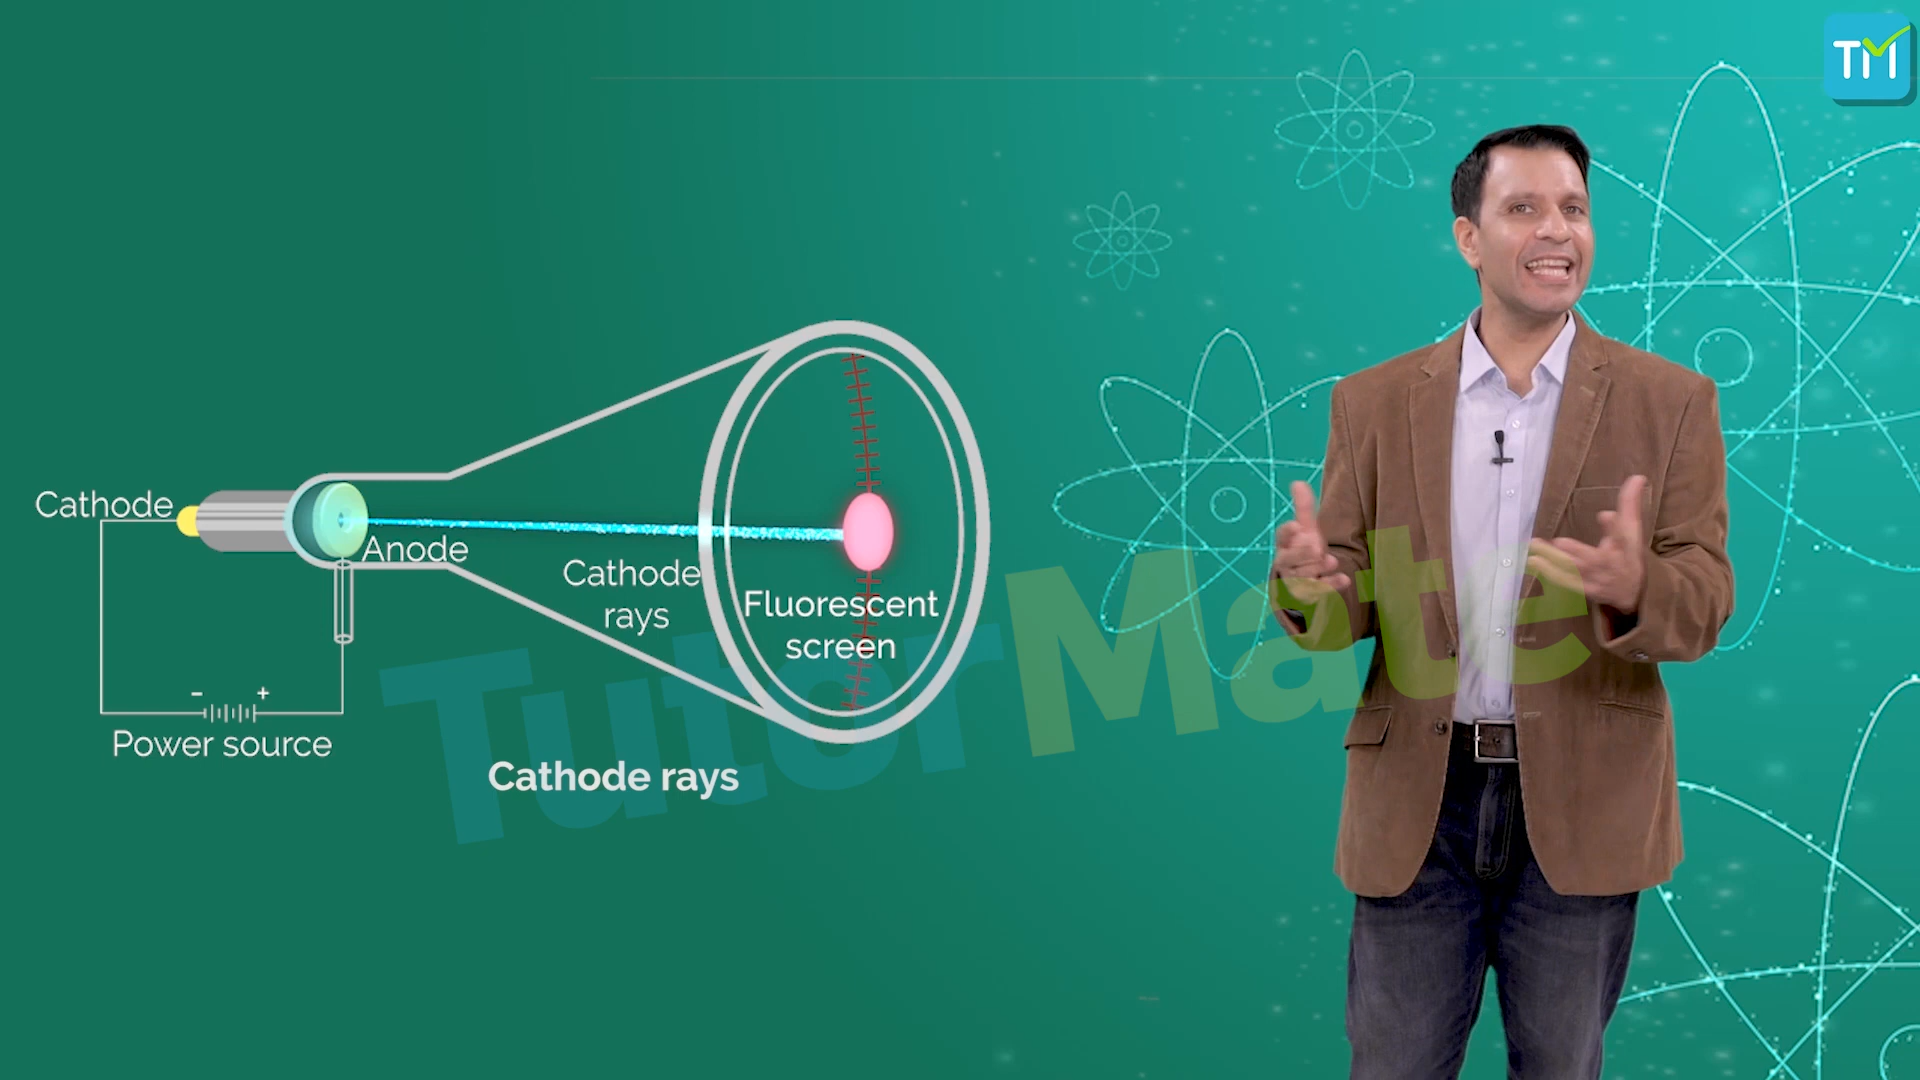 TM
Cathode
Anode
Cathode
rays
Fluorescent
screen
- +
Power source
Cathode rays
TutorMate